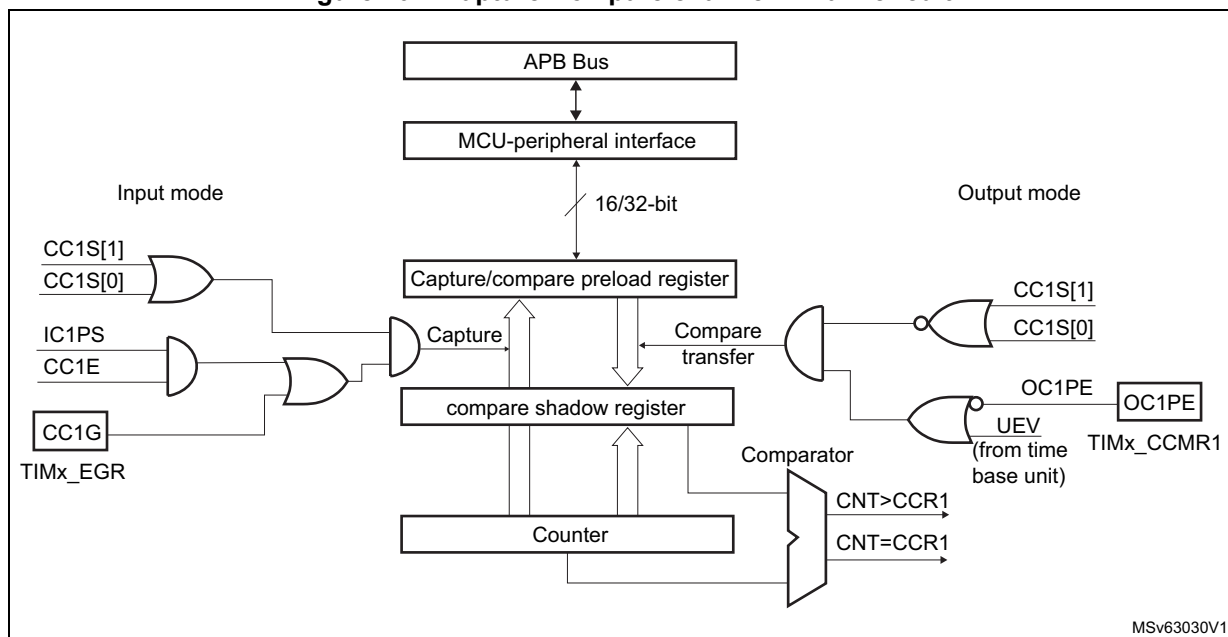 APB Bus
MCU-peripheral interface
16/32-bit
Input mode
Output mode
CC1S[1]
CC1S[0]
IC1PS
CC1E
CC1G
TIMx_EGR
Capture
Capture/compare preload register
Compare
transfer
compare shadow register
Counter
Comparator
CNT>CCR1
CNT=CCR1
CC1S[1]
CC1S[0]
OC1PE
OC1PE
UEV
(from time
base unit)
TIMx_CCMR1
MSv63030V1